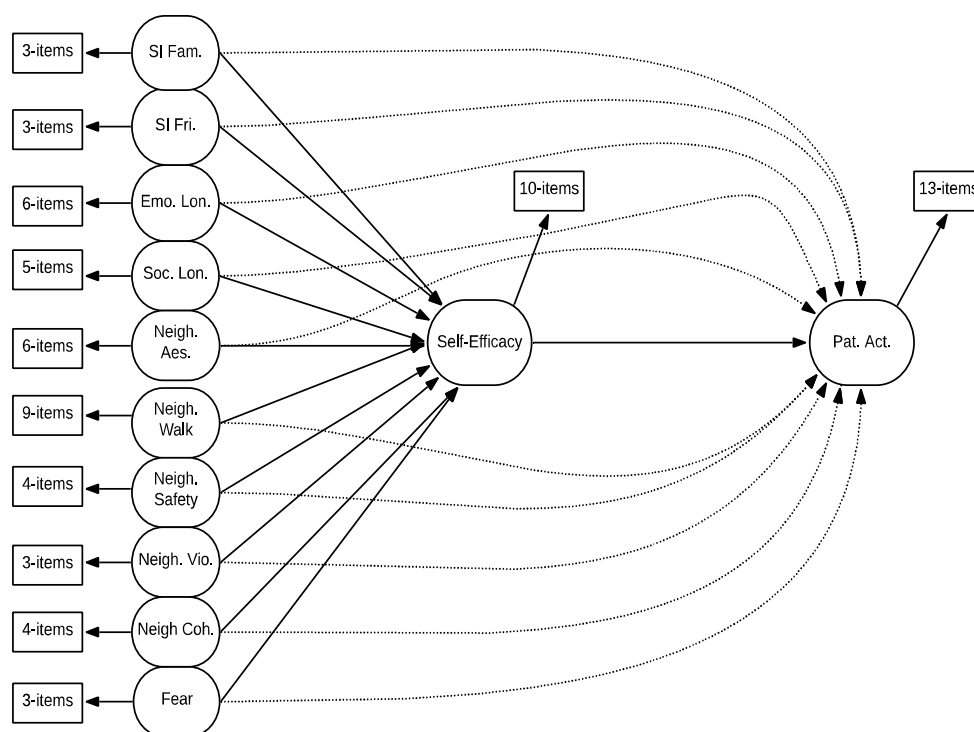 3-items
SI Fam.
3-items
SI Fri.
6-items
Emo. Lon.
10-items
13-items
5-items
Soc. Lon.
6-items
Neigh.
Aes.
Self-Efficacy
Pat. Act.
9-items
Neigh.
Walk
4-items
Neigh.
Safety
3-items
Neigh. Vio.
4-items
Neigh Coh.
3-items
Fear